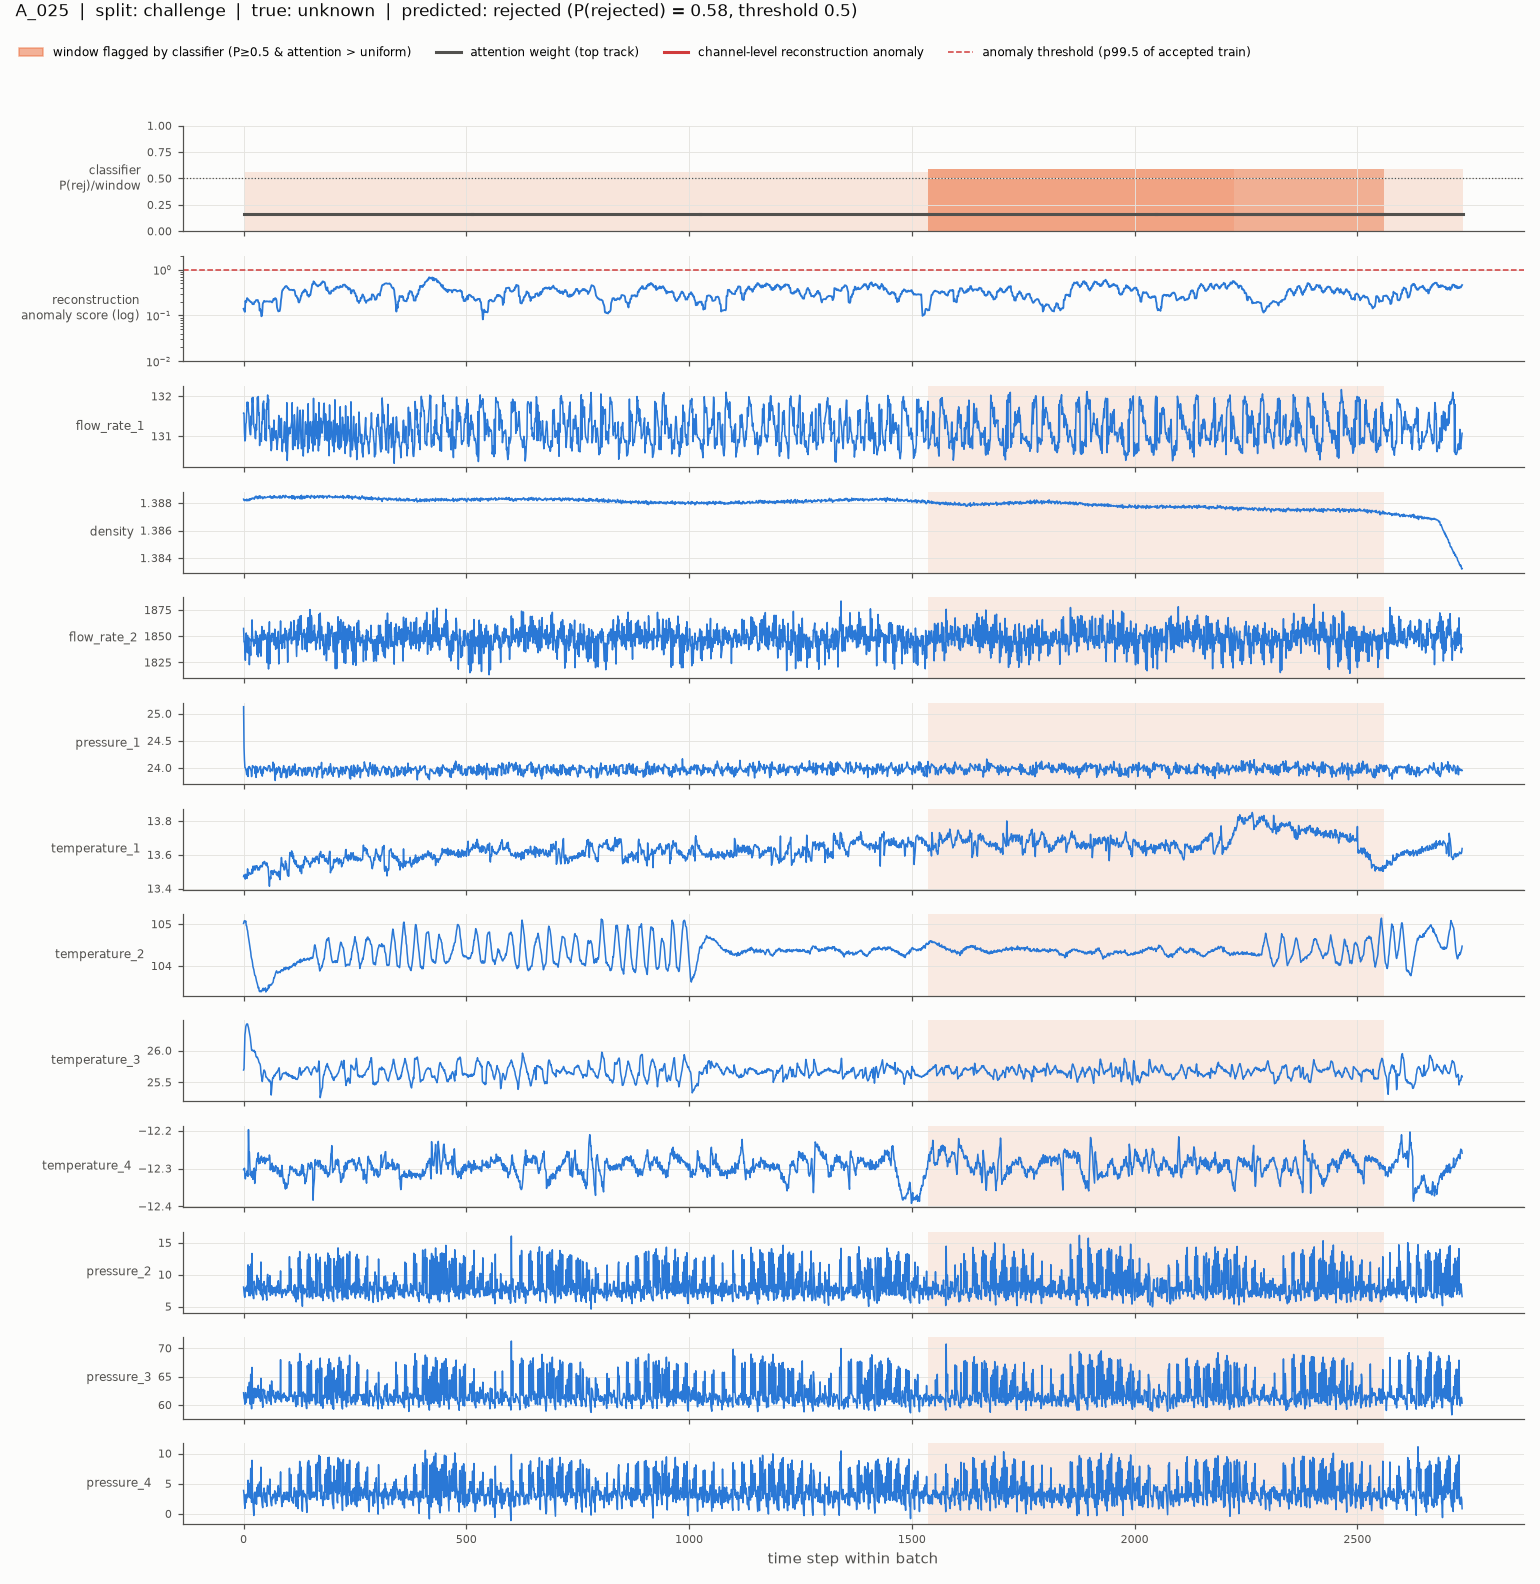 A_025 | split: challenge | true: unknown | predicted: rejected (P(rejected) = 0.58, threshold 0.5)
window flagged by classifier (P≥0.5 & attention > uniform) attention weight (top track) channel-level reconstruction anomaly anomaly threshold (p99.5 of accepted train)
1.00
0.75
classifier
P(rej)/window
0.50
0.25
0.00
10⁰
reconstruction
anomaly score (log)
10⁻¹
10⁻²
132
flow_rate_1
131
1.388
density
1.386
1.384
1875
flow_rate_2
1850
1825
25.0
pressure_1
24.5
24.0
13.8
temperature_1
13.6
13.4
105
temperature_2
104
26.0
temperature_3
25.5
−12.2
temperature_4
−12.3
−12.4
15
pressure_2
10
5
70
pressure_3
65
60
10
pressure_4
5
0
0 500 1000 1500 2000 2500
time step within batch